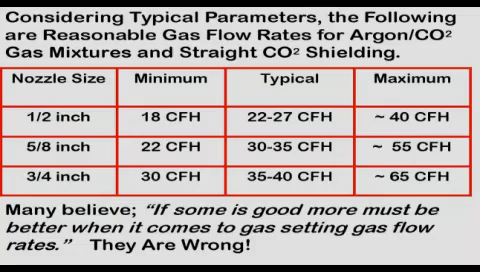 Considering Typical Parameters, the Following
are Reasonable Gas Flow Rates for Argon/CO²
Gas Mixtures and Straight CO² Shielding.
Nozzle Size Minimum Typical Maximum
1/2 inch 18 CFH 22-27 CFH ~ 40 CFH
5/8 inch 22 CFH 30-35 CFH ~ 55 CFH
3/4 inch 30 CFH 35-40 CFH ~ 65 CFH
Many believe; “If some is good more must be
better when it comes to gas setting gas flow
rates.” They Are Wrong!